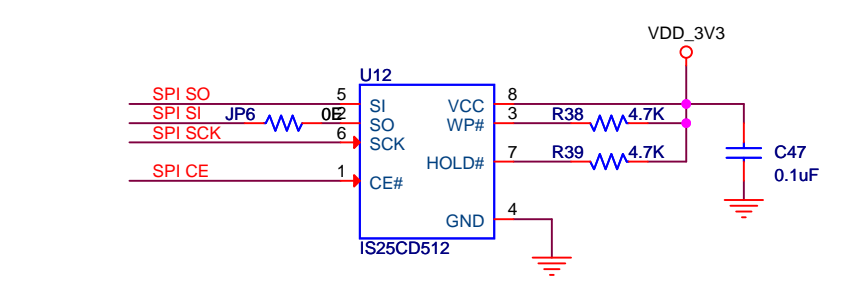 VDD_3V3
U12
SPI SO 5 SI VCC 8
SPI SI JP6 0E 2 SO WP# 3 R38 4.7K
SPI SCK 6 SCK
HOLD# 7 R39 4.7K C47
SPI CE 1 CE# 0.1uF
GND 4
IS25CD512